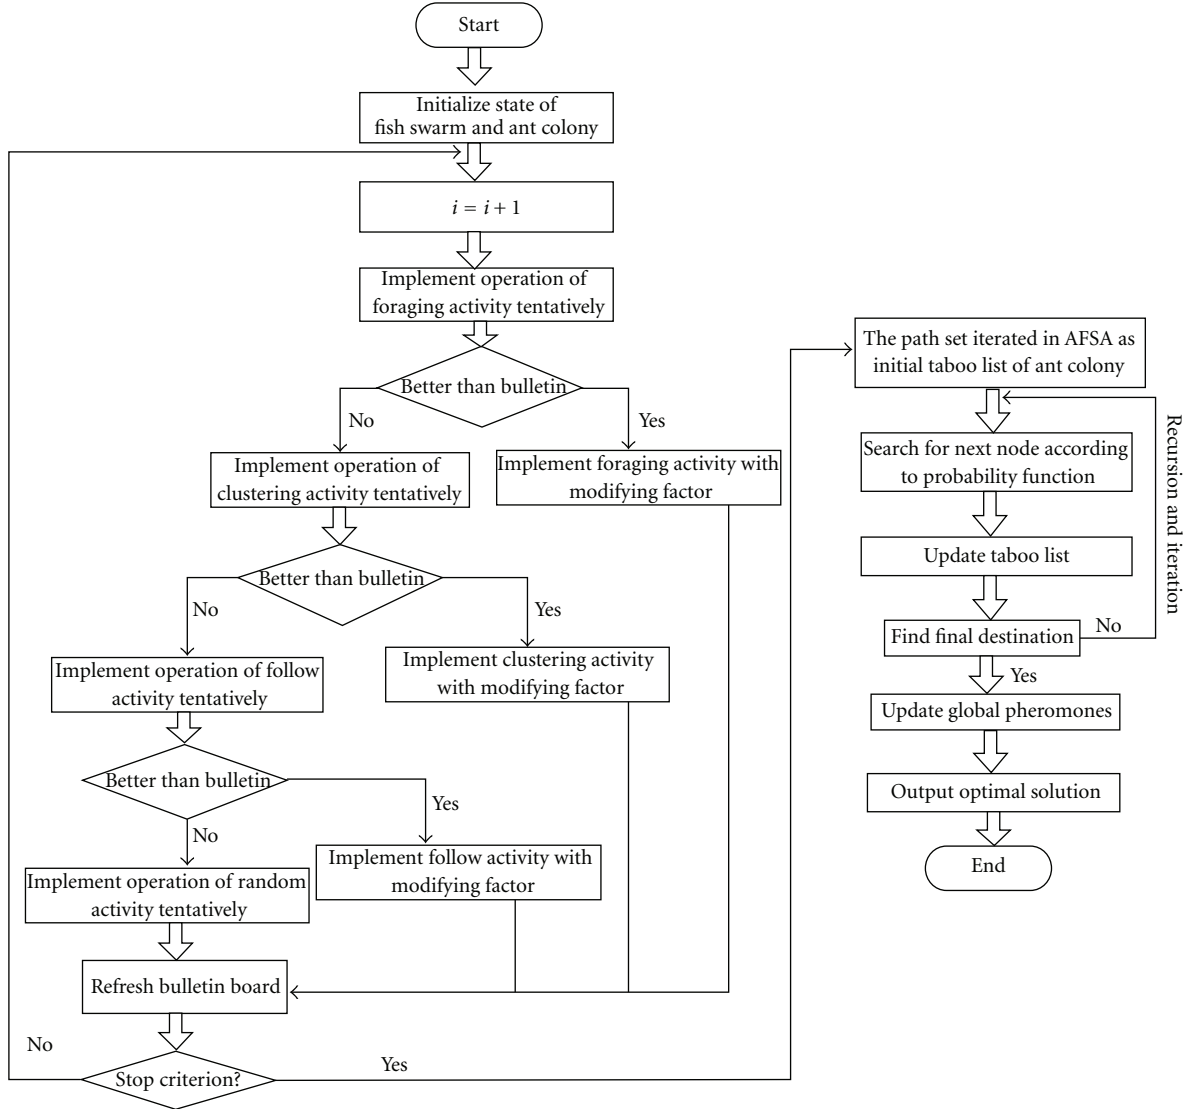 Start
Initialize state of
fish swarm and ant colony
i = i + 1
Implement operation of
foraging activity tentatively
Better than bulletin
No
Yes
Implement operation of
clustering activity tentatively
Implement foraging activity with
modifying factor
Better than bulletin
No
Yes
Implement operation of follow
activity tentatively
Implement clustering activity
with modifying factor
Better than bulletin
Yes
No
Implement follow activity with
modifying factor
Implement operation of random
activity tentatively
Refresh bulletin board
No
Stop criterion?
Yes
The path set iterated in AFSA as
initial taboo list of ant colony
Search for next node according
to probability function
Update taboo list
Find final destination
No
Recursion and iteration
Yes
Update global pheromones
Output optimal solution
End